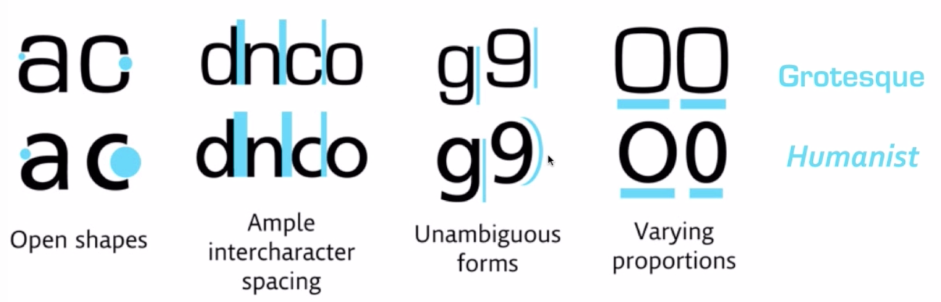 ac dnco g9 O0 Grotesque
ac dnco g9 O0 Humanist
Open shapes
Ample
intercharacter
spacing
Unambiguous
forms
Varying
proportions